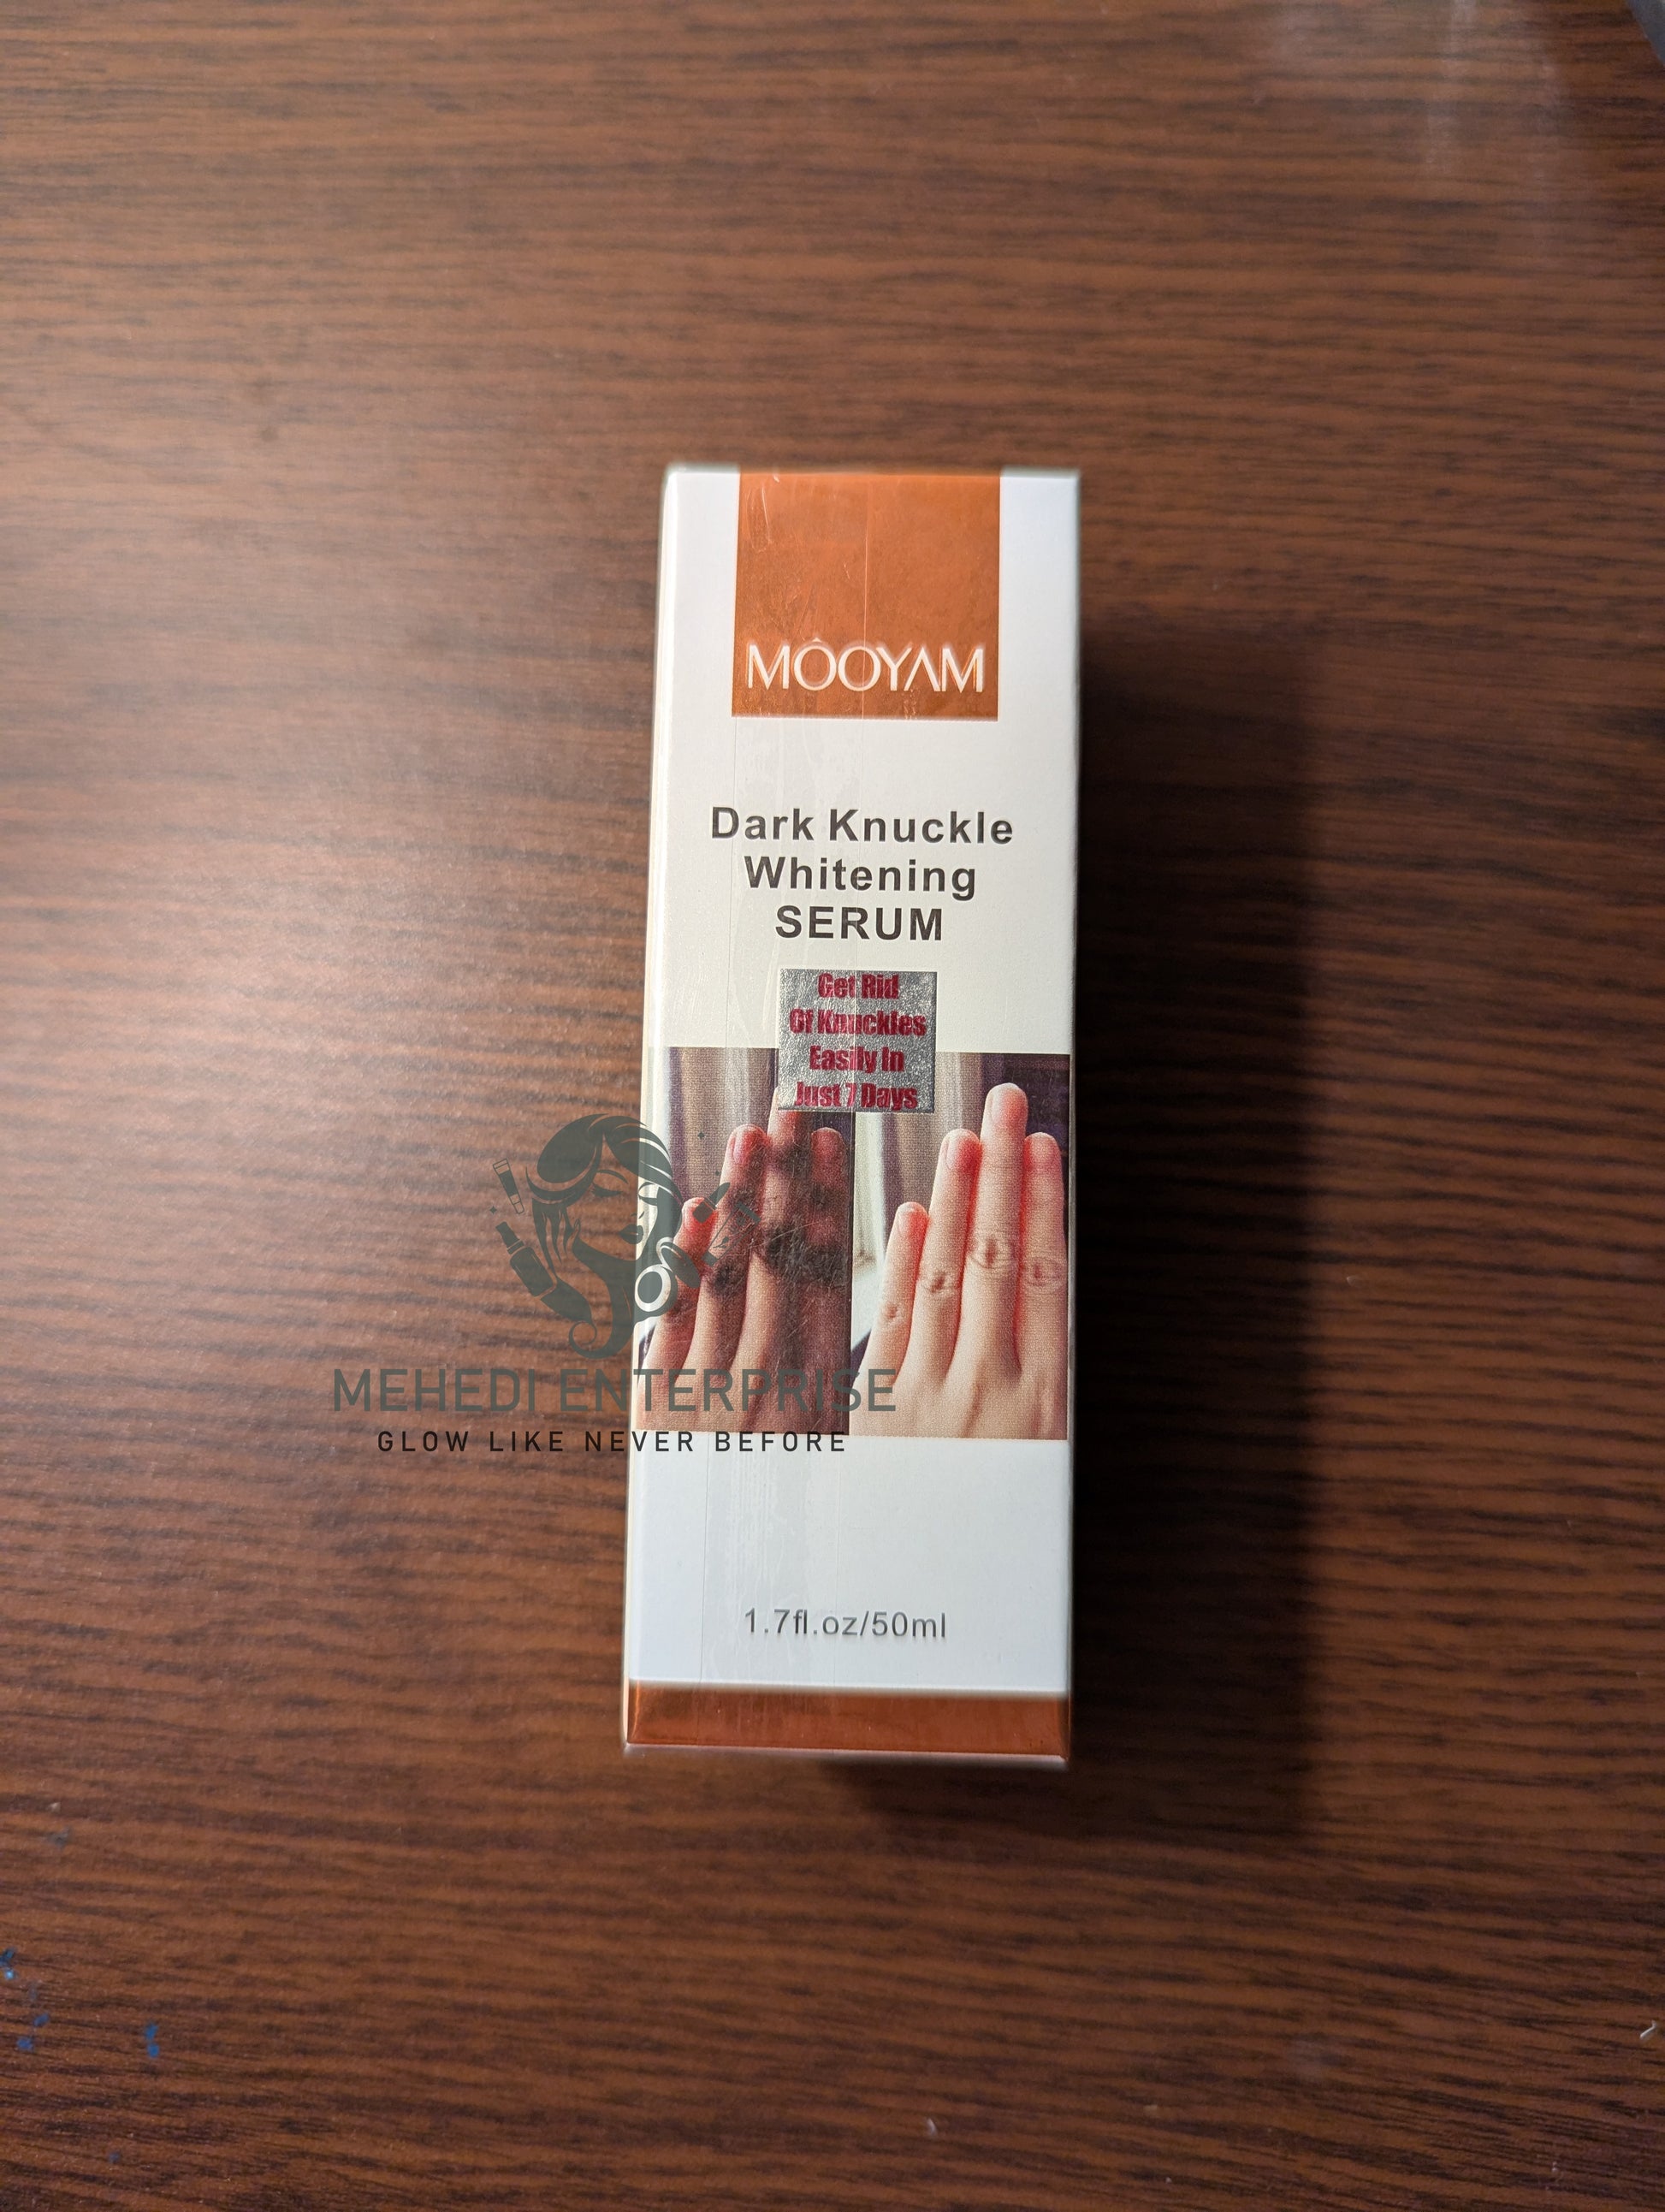 MÔOYAM
Dark Knuckle
Whitening
SERUM
Get Rid
Of Knuckles
Easily In
Just 7 Days
MEHEDI ENTERPRISE
GLOW LIKE NEVER BEFORE
1.7fl.oz/50ml